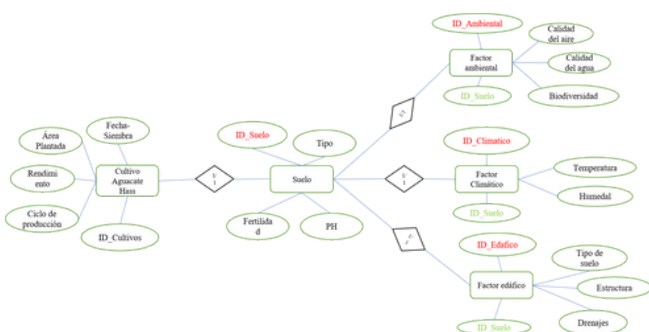 ID_Ambiental
Calidad
del aire
Factor
ambiental
Calidad
del agua
ID_Suelo
Biodiversidad
Fecha-
Siembra
Área
Plantada
ID_Suelo
Tipo
ID_Climatico
Rendimi
ento
Cultivo
Aguacate
Hass
1/
1
Suelo
1/
1
Factor
Climático
Temperatura
Humedal
Ciclo de
producción
ID_Cultivos
Fertilida
d
PH
ID_Suelo
ID_Edafico
Tipo de
suelo
Factor edáfico
Estructura
ID_Suelo
Drenajes